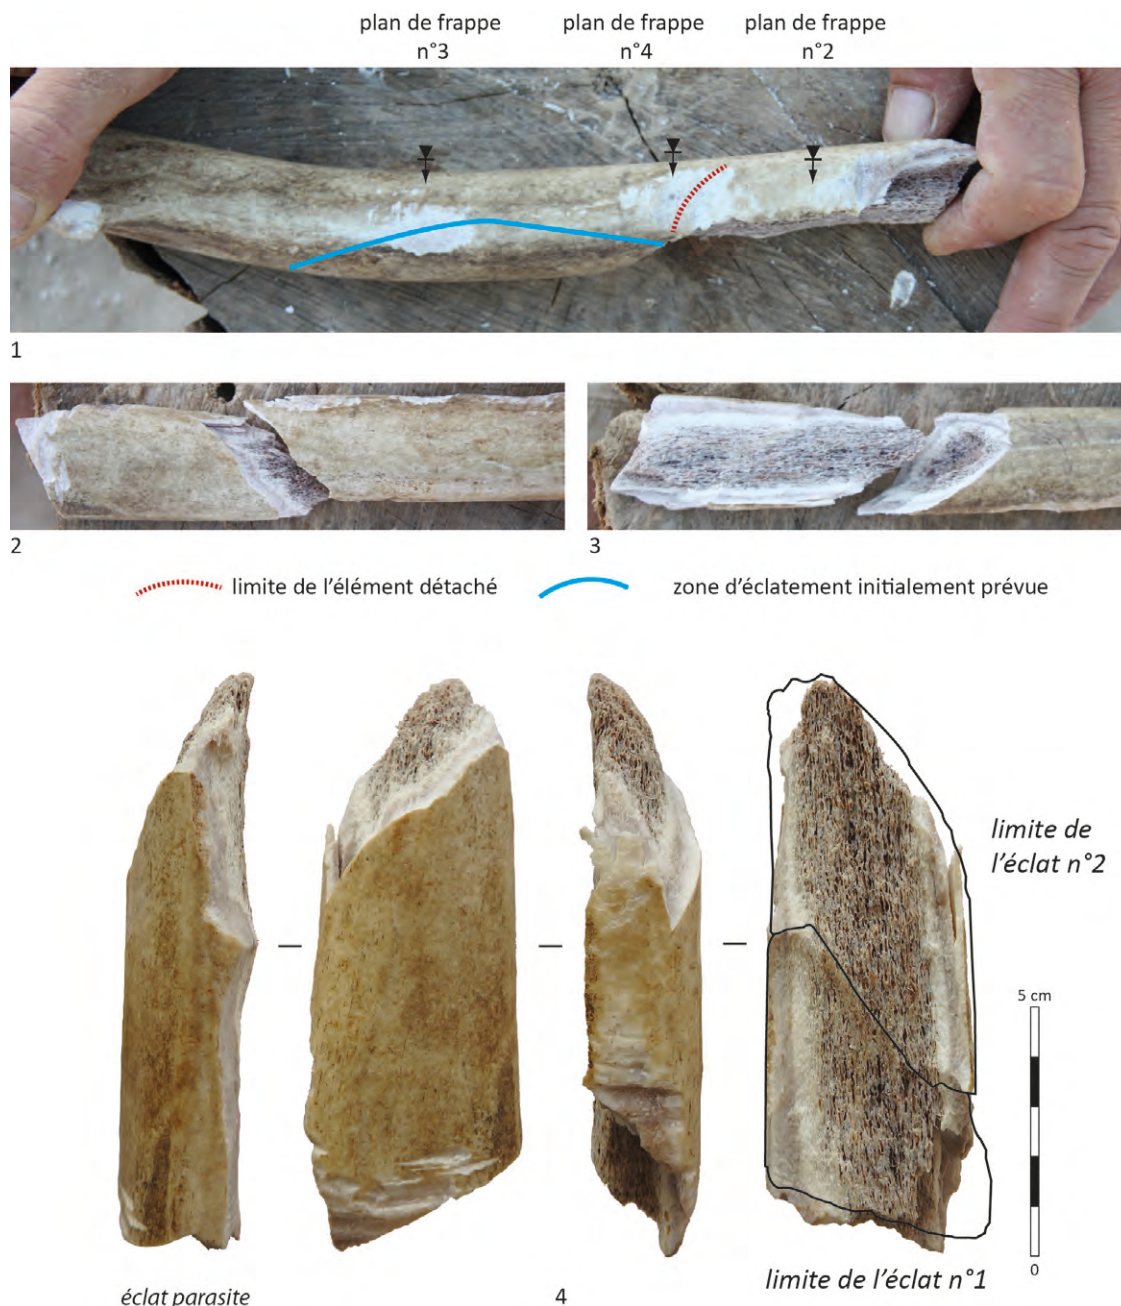 plan de frappe
n°3
plan de frappe
n°4
plan de frappe
n°2
1
2
3
limite de l'élément détaché
zone d'éclatement initialement prévue
limite de
l'éclat n°2
5 cm
0
limite de l'éclat n°1
éclat parasite
4